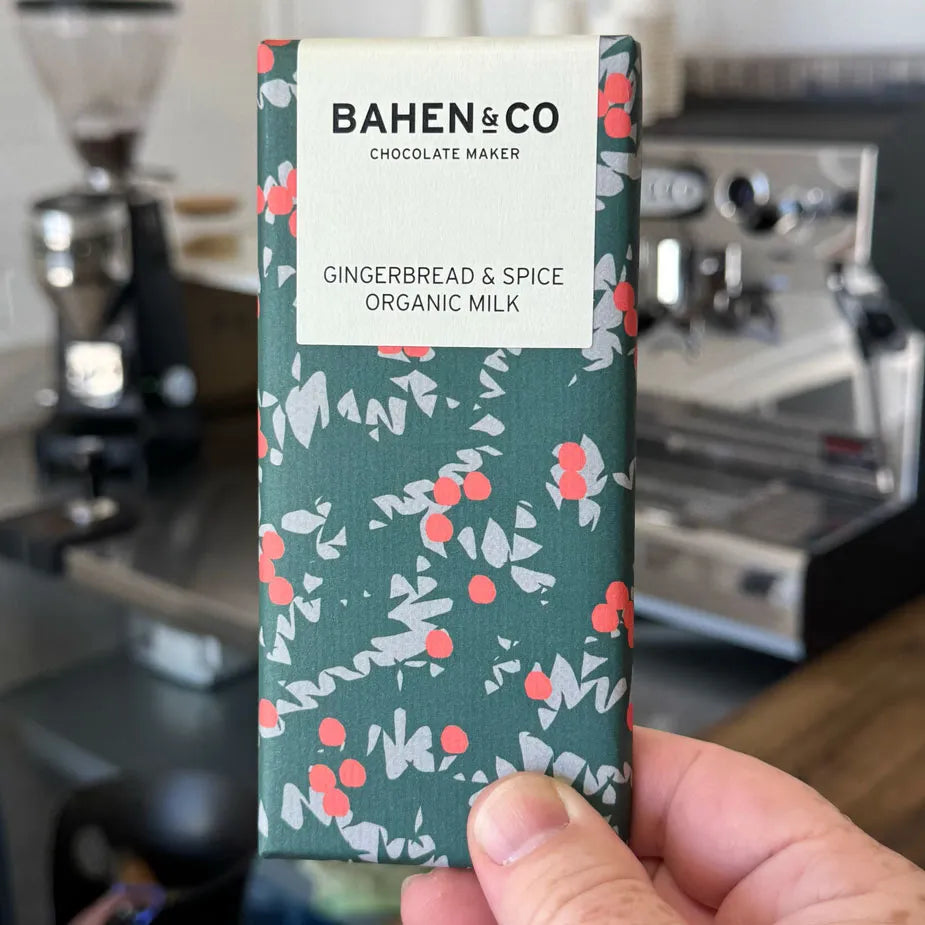 BAHEN & CO
CHOCOLATE MAKER
GINGERBREAD & SPICE
ORGANIC MILK